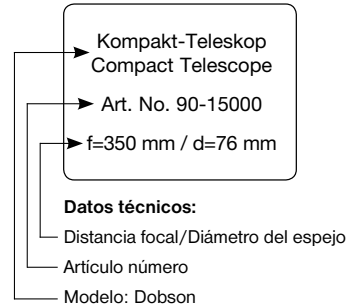 Kompakt-Teleskop
Compact Telescope
Art. No. 90-15000
f=350 mm / d=76 mm
Datos técnicos:
Distancia focal/Diámetro del espejo
Artículo número
Modelo: Dobson